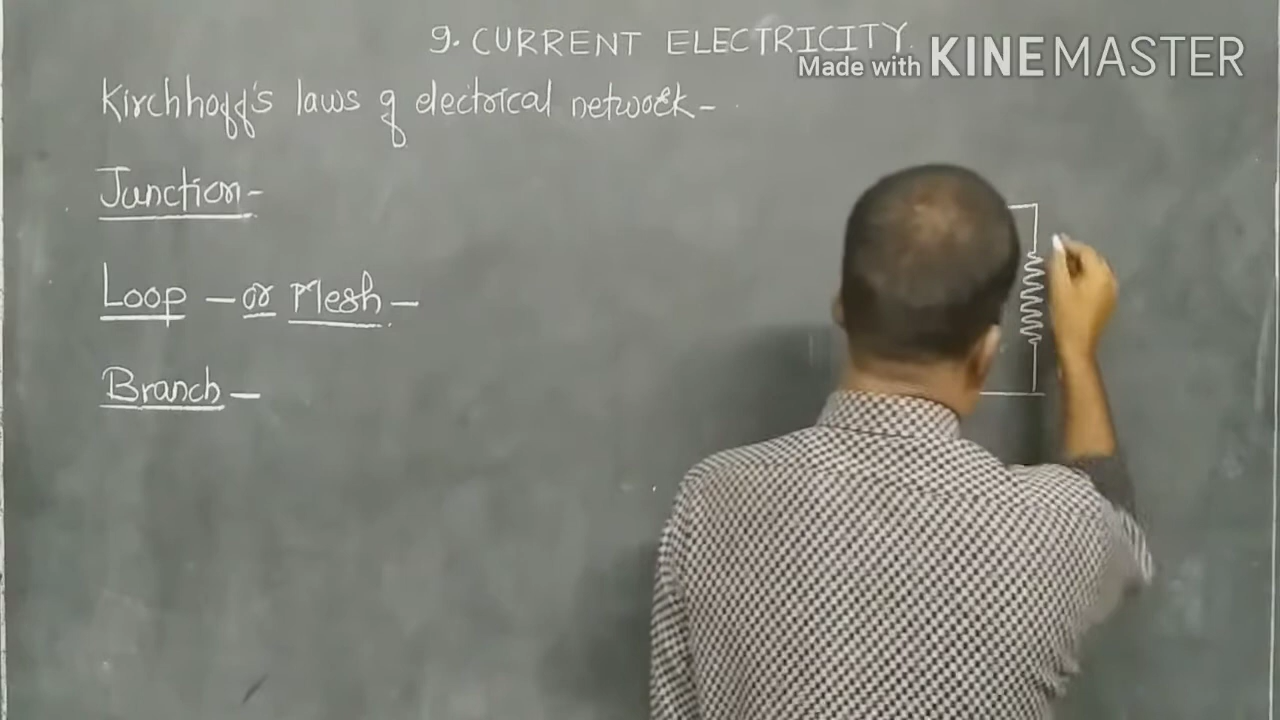 9. CURRENT ELECTRICITY.
Made with KINEMASTER
Kirchhoff's laws of electrical network -
Junction -
Loop - or Mesh -
Branch -